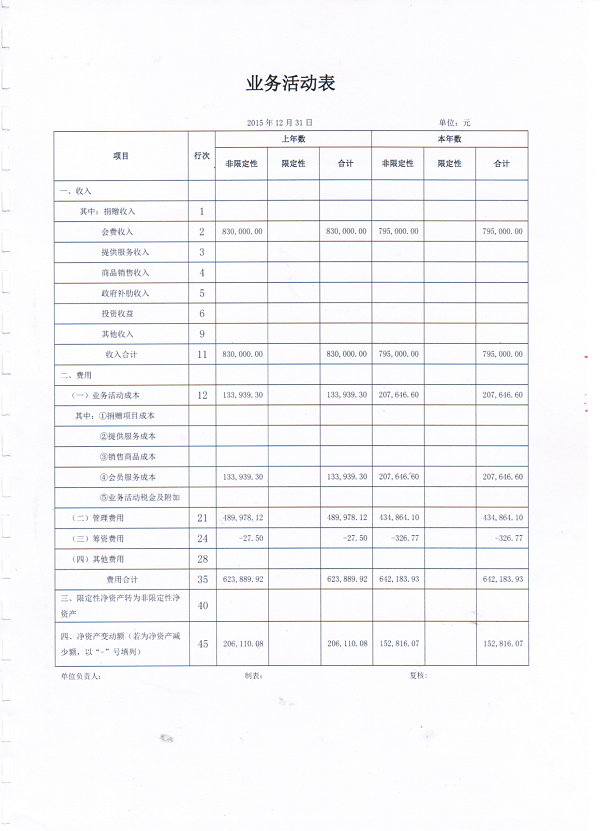 业务活动表
2015 年 12 月 31 日 单位：元
项目 行次 上年数 本年数
非限定性 限定性 合计 非限定性 限定性 合计
一、收入
其中：捐赠收入 1
会费收入 2 830,000.00 830,000.00 795,000.00 795,000.00
提供服务收入 3
商品销售收入 4
政府补助收入 5
投资收益 6
其他收入 9
收入合计 11 830,000.00 830,000.00 795,000.00 795,000.00
二、费用
（一）业务活动成本 12 133,939.30 133,939.30 207,646.60 207,646.60
其中：①捐赠项目成本
②提供服务成本
③销售商品成本
④会员服务成本 133,939.30 133,939.30 207,646.60 207,646.60
⑤业务活动税金及附加
（二）管理费用 21 489,978.12 489,978.12 434,864.10 434,864.10
（三）筹资费用 24 -27.50 -27.50 -326.77 -326.77
（四）其他费用 28
费用合计 35 623,889.92 623,889.92 642,183.93 642,183.93
三、限定性净资产转为非限定性净
资产 40
四、净资产变动额（若为净资产减
少额，以“-”号填列） 45 206,110.08 206,110.08 152,816.07 152,816.07
单位负责人： 制表： 复核: